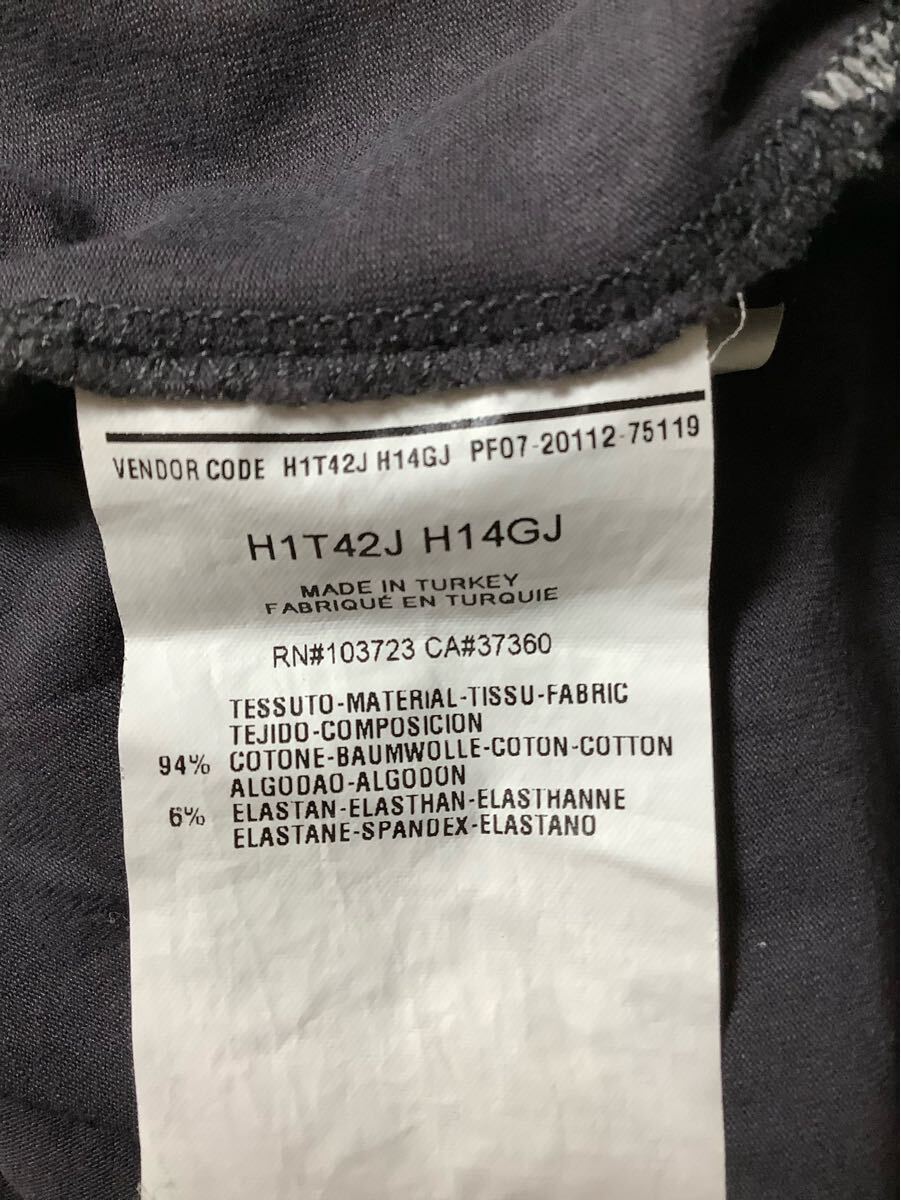 VENDOR CODE H1T42J H14GJ PF07-20112-75119
H1T42J H14GJ
MADE IN TURKEY
FABRIQUÉ EN TURQUIE
RN#103723 CA#37360
TESSUTO-MATERIAL-TISSU-FABRIC
TEJIDO-COMPOSICION
94% COTONE-BAUMWOLLE-COTON-COTTON
ALGODAO-ALGODON
6% ELASTAN-ELASTHAN-ELASTHANNE
ELASTANE-SPANDEX-ELASTANO